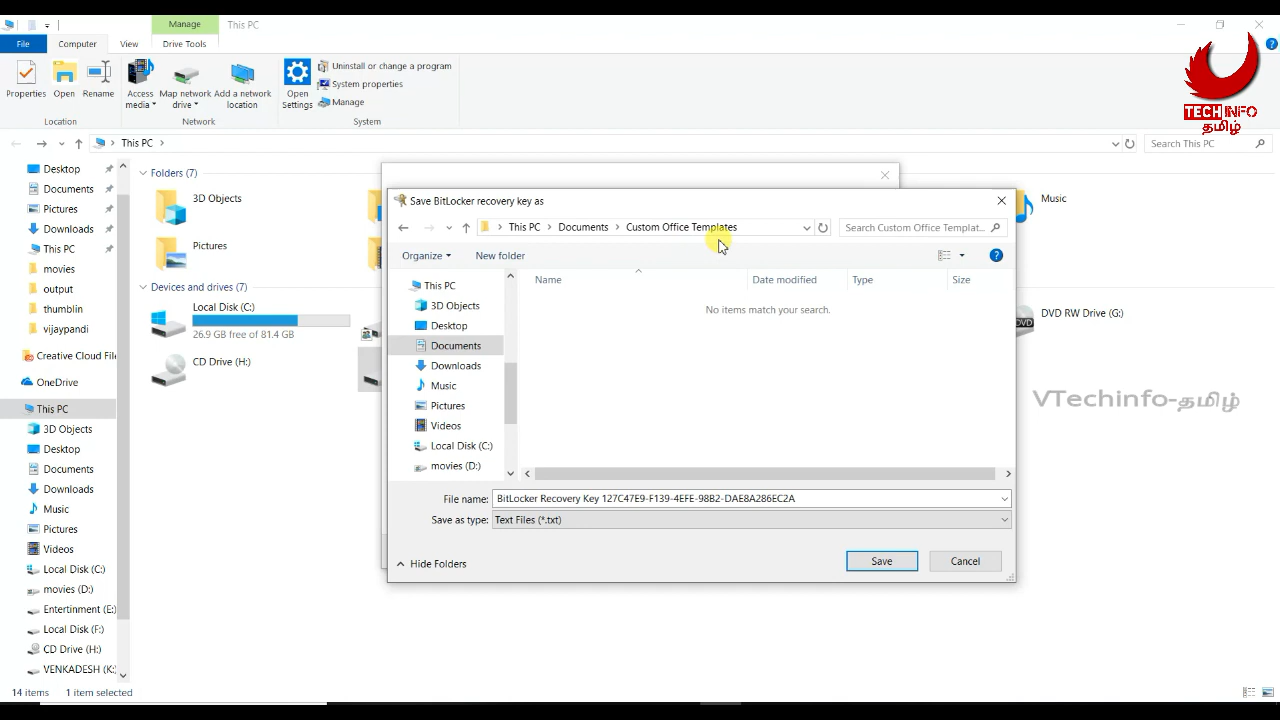 Manage
This PC
File
Computer
View
Drive Tools
Properties
Open
Rename
Access media
Map network drive
Add a network location
Open Settings
Uninstall or change a program
System properties
Manage
Location
Network
System
TECH INFO
தமிழ்
This PC
Search This PC
Desktop
Documents
Pictures
Downloads
This PC
movies
output
thumblin
vijaypandi
Creative Cloud File
OneDrive
This PC
3D Objects
Desktop
Documents
Downloads
Music
Pictures
Videos
Local Disk (C:)
movies (D:)
Entertinment (E:)
Local Disk (F:)
CD Drive (H:)
VENKADESH (K:)
Folders (7)
3D Objects
Music
Pictures
Devices and drives (7)
Local Disk (C:)
26.9 GB free of 81.4 GB
DVD RW Drive (G:)
DVD
CD Drive (H:)
VTechinfo-தமிழ்
Save BitLocker recovery key as
This PC
Documents
Custom Office Templates
Search Custom Office Templat...
Organize
New folder
This PC
3D Objects
Desktop
Documents
Downloads
Music
Pictures
Videos
Local Disk (C:)
movies (D:)
Name
Date modified
Type
Size
No items match your search.
File name: BitLocker Recovery Key 127C47E9-F139-4EFE-98B2-DAE8A286EC2A
Save as type: Text Files (*.txt)
Hide Folders
Save
Cancel
14 items
1 item selected